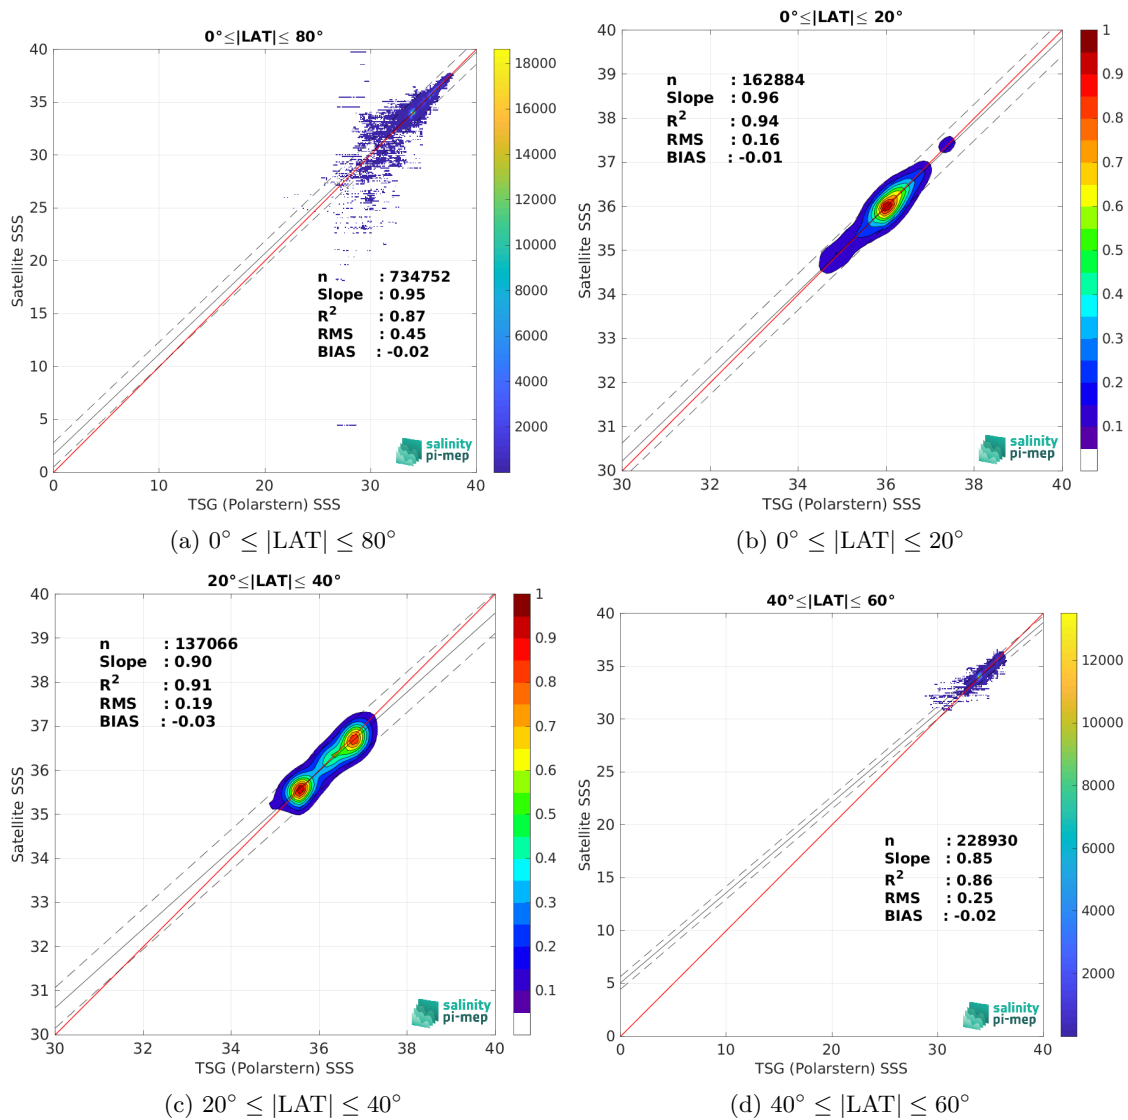 0°≤|LAT|≤ 80°
40
35
30
25
20
15
10
5
0
Satellite SSS
n : 734752
Slope : 0.95
R2 : 0.87
RMS : 0.45
BIAS : -0.02
salinity
pi-mep
0 10 20 30 40
TSG (Polarstern) SSS
18000
16000
14000
12000
10000
8000
6000
4000
2000
(a) 0° ≤ |LAT| ≤ 80°
0°≤|LAT|≤ 20°
40
39
38
37
36
35
34
33
32
31
30
Satellite SSS
n : 162884
Slope : 0.96
R2 : 0.94
RMS : 0.16
BIAS : -0.01
salinity
pi-mep
30 32 34 36 38 40
TSG (Polarstern) SSS
1
0.9
0.8
0.7
0.6
0.5
0.4
0.3
0.2
0.1
(b) 0° ≤ |LAT| ≤ 20°
20°≤|LAT|≤ 40°
40
39
38
37
36
35
34
33
32
31
30
Satellite SSS
n : 137066
Slope : 0.90
R2 : 0.91
RMS : 0.19
BIAS : -0.03
salinity
pi-mep
30 32 34 36 38 40
TSG (Polarstern) SSS
1
0.9
0.8
0.7
0.6
0.5
0.4
0.3
0.2
0.1
(c) 20° ≤ |LAT| ≤ 40°
40°≤|LAT|≤ 60°
40
35
30
25
20
15
10
5
0
Satellite SSS
n : 228930
Slope : 0.85
R2 : 0.86
RMS : 0.25
BIAS : -0.02
salinity
pi-mep
0 10 20 30 40
TSG (Polarstern) SSS
12000
10000
8000
6000
4000
2000
(d) 40° ≤ |LAT| ≤ 60°